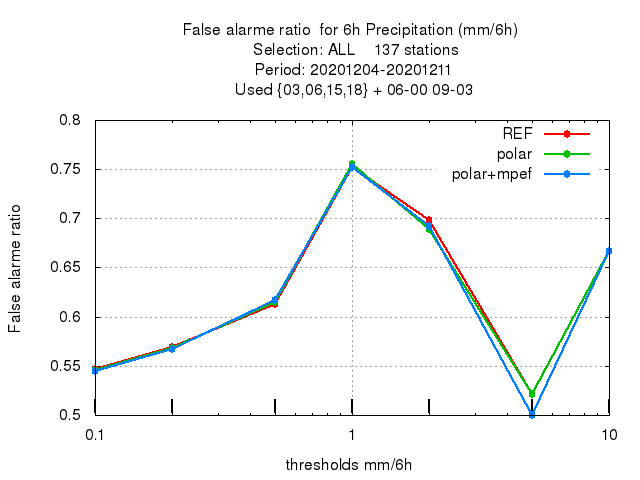 False alarme ratio  for 6h Precipitation (mm/6h)
Selection: ALL    137 stations
Period: 20201204-20201211
Used {03,06,15,18} + 06-00 09-03
0.8
0.75
0.7
0.65
0.6
0.55
0.5
False alarme ratio
REF
polar
polar+mpef
0.1
1
10
thresholds mm/6h